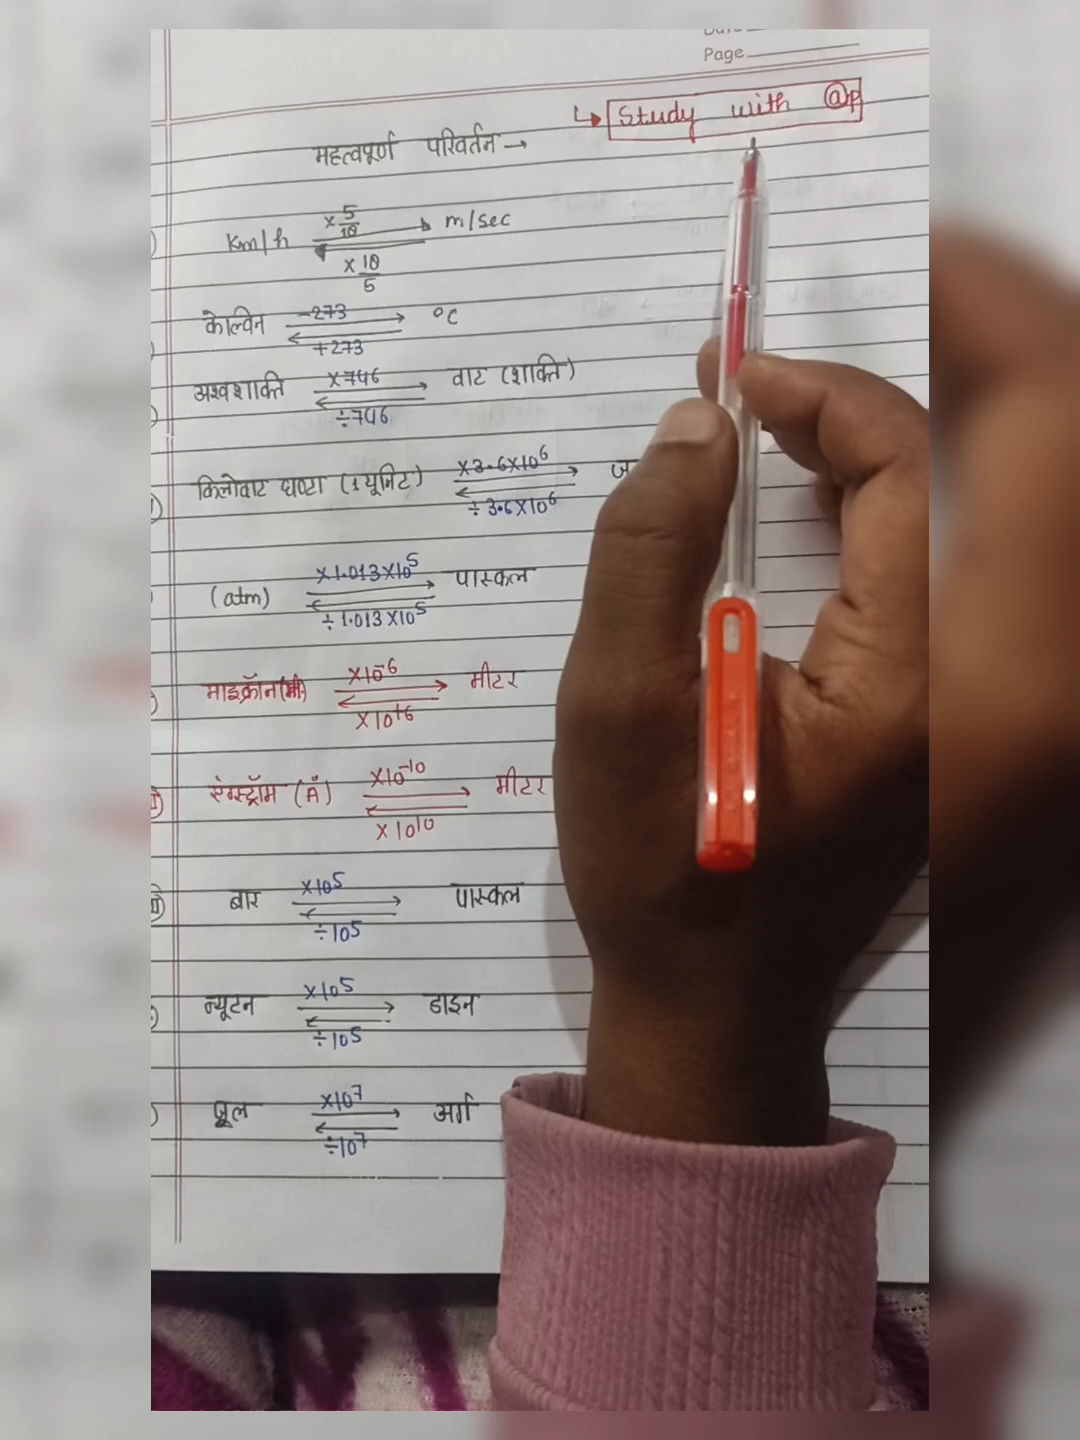 Page
↳ Study with @p
महत्वपूर्ण परिवर्तन →
×5/18
Km/h ⇌ m/sec
×18/5
-273
केल्विन ⇌ °C
+273
×746
अश्वशक्ति ⇌ वाट (शक्ति)
÷746
×3.6×10⁶
किलोवाट घण्टा (1 यूनिट) ⇌
÷3.6×10⁶
×1.013×10⁵
(atm) ⇌ पास्कल
÷1.013×10⁵
×10⁻⁶
माइक्रॉन ⇌ मीटर
×10⁺⁶
×10⁻¹⁰
एंग्स्ट्रॉम (Å) ⇌ मीटर
×10¹⁰
×10⁵
बार ⇌ पास्कल
÷10⁵
×10⁵
न्यूटन ⇌ डाइन
÷10⁵
×10⁷
जूल ⇌ अर्ग
÷10⁷